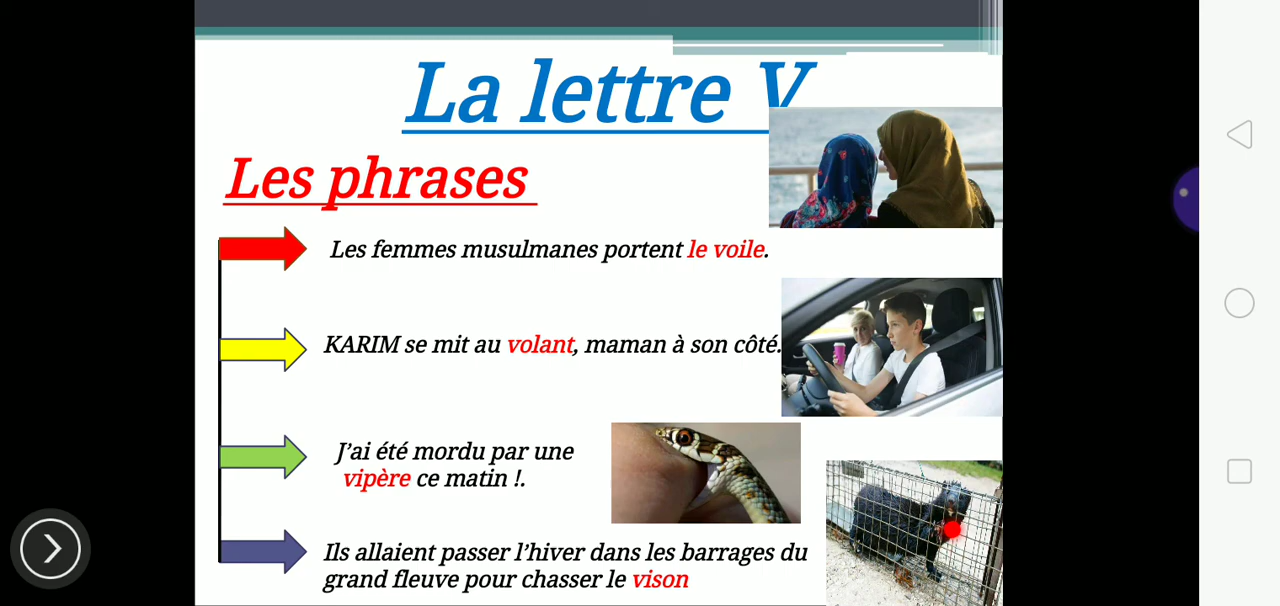 La lettre V
Les phrases
Les femmes musulmanes portent le voile.
KARIM se mit au volant, maman à son côté.
J'ai été mordu par une
vipère ce matin !.
Ils allaient passer l'hiver dans les barrages du
grand fleuve pour chasser le vison